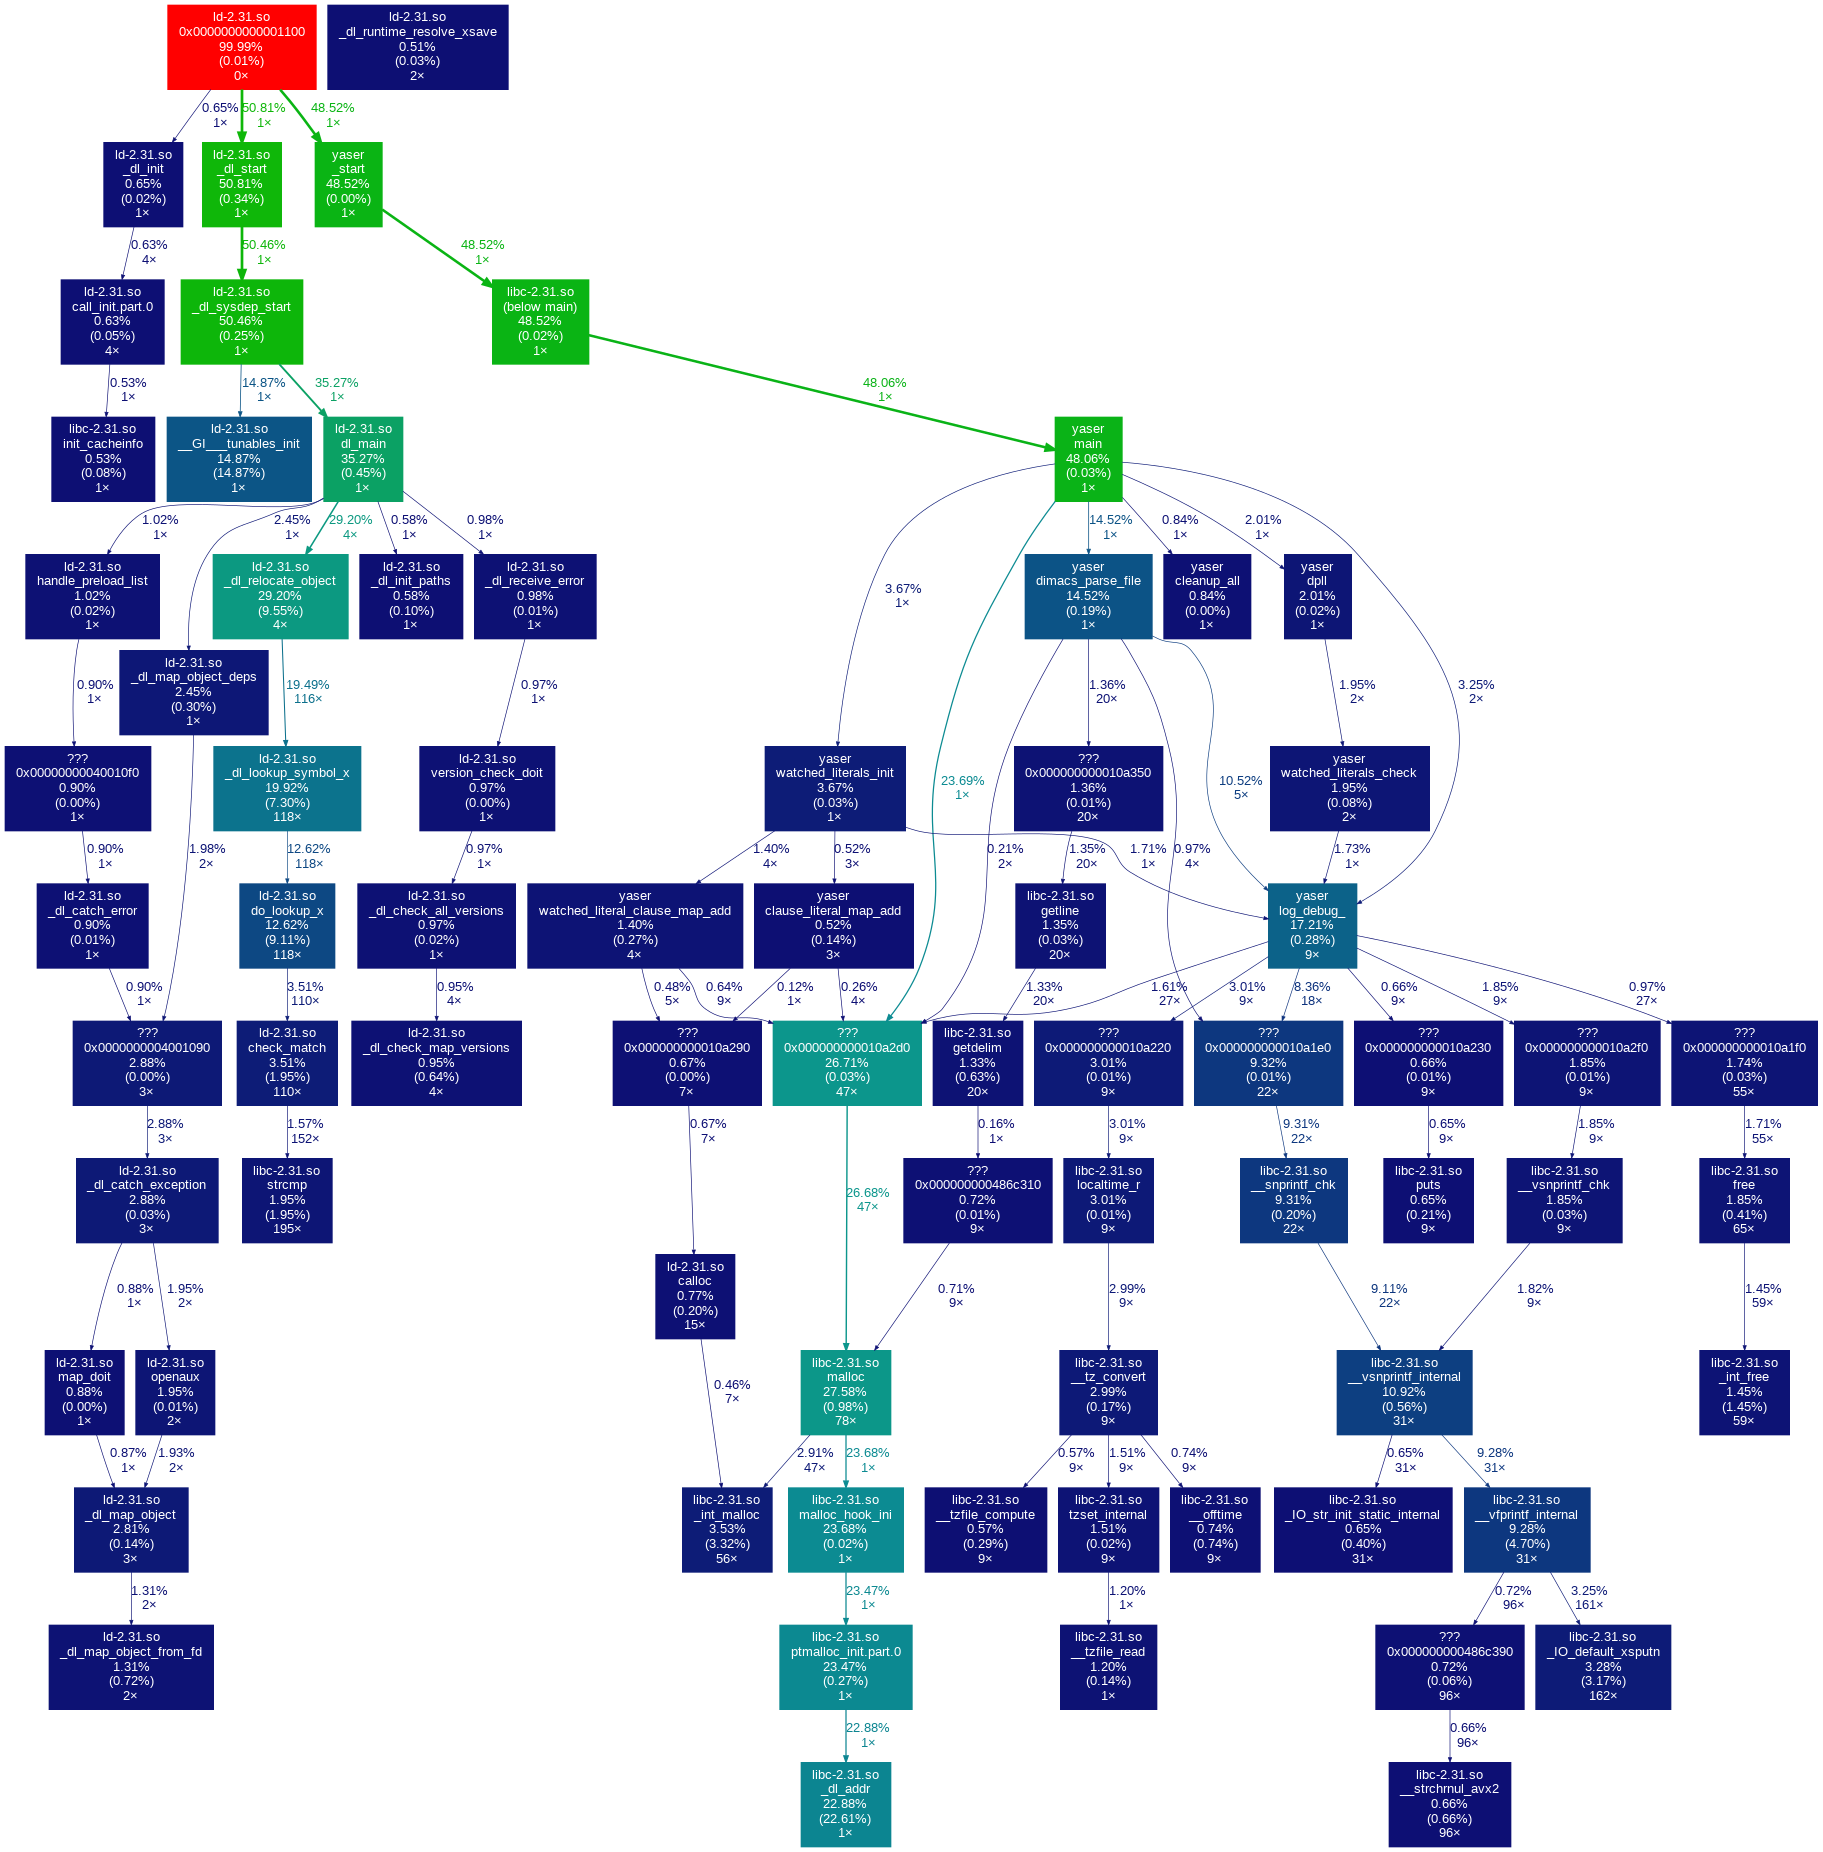 ld-2.31.so
0x0000000000001100
99.99%
(0.01%)
0×
ld-2.31.so
_dl_runtime_resolve_xsave
0.51%
(0.03%)
2×
0.65%
1×
50.81%
1×
48.52%
1×
ld-2.31.so
_dl_init
0.65%
(0.02%)
1×
ld-2.31.so
_dl_start
50.81%
(0.34%)
1×
yaser
_start
48.52%
(0.00%)
1×
0.63%
4×
50.46%
1×
48.52%
1×
ld-2.31.so
call_init.part.0
0.63%
(0.05%)
4×
ld-2.31.so
_dl_sysdep_start
50.46%
(0.25%)
1×
libc-2.31.so
(below main)
48.52%
(0.02%)
1×
0.53%
1×
14.87%
1×
35.27%
1×
48.06%
1×
libc-2.31.so
init_cacheinfo
0.53%
(0.08%)
1×
ld-2.31.so
__GI___tunables_init
14.87%
(14.87%)
1×
ld-2.31.so
dl_main
35.27%
(0.45%)
1×
yaser
main
48.06%
(0.03%)
1×
1.02%
1×
2.45%
1×
29.20%
4×
0.58%
1×
0.98%
1×
14.52%
1×
0.84%
1×
2.01%
1×
ld-2.31.so
handle_preload_list
1.02%
(0.02%)
1×
ld-2.31.so
_dl_relocate_object
29.20%
(9.55%)
4×
ld-2.31.so
_dl_init_paths
0.58%
(0.10%)
1×
ld-2.31.so
_dl_receive_error
0.98%
(0.01%)
1×
3.67%
1×
yaser
dimacs_parse_file
14.52%
(0.19%)
1×
yaser
cleanup_all
0.84%
(0.00%)
1×
yaser
dpll
2.01%
(0.02%)
1×
0.90%
1×
ld-2.31.so
_dl_map_object_deps
2.45%
(0.30%)
1×
19.49%
116×
0.97%
1×
1.36%
20×
1.95%
2×
3.25%
2×
???
0x00000000040010f0
0.90%
(0.00%)
1×
ld-2.31.so
_dl_lookup_symbol_x
19.92%
(7.30%)
118×
ld-2.31.so
version_check_doit
0.97%
(0.00%)
1×
yaser
watched_literals_init
3.67%
(0.03%)
1×
23.69%
1×
???
0x000000000010a350
1.36%
(0.01%)
20×
10.52%
5×
yaser
watched_literals_check
1.95%
(0.08%)
2×
0.90%
1×
1.98%
2×
12.62%
118×
0.97%
1×
1.40%
4×
0.52%
3×
0.21%
2×
1.35%
20×
1.71%
1×
0.97%
4×
1.73%
1×
ld-2.31.so
_dl_catch_error
0.90%
(0.01%)
1×
ld-2.31.so
do_lookup_x
12.62%
(9.11%)
118×
ld-2.31.so
_dl_check_all_versions
0.97%
(0.02%)
1×
yaser
watched_literal_clause_map_add
1.40%
(0.27%)
4×
yaser
clause_literal_map_add
0.52%
(0.14%)
3×
libc-2.31.so
getline
1.35%
(0.03%)
20×
yaser
log_debug_
17.21%
(0.28%)
9×
0.90%
1×
3.51%
110×
0.95%
4×
0.48%
5×
0.64%
9×
0.12%
1×
0.26%
4×
1.33%
20×
1.61%
27×
3.01%
9×
8.36%
18×
0.66%
9×
1.85%
9×
0.97%
27×
???
0x0000000004001090
2.88%
(0.00%)
3×
ld-2.31.so
check_match
3.51%
(1.95%)
110×
ld-2.31.so
_dl_check_map_versions
0.95%
(0.64%)
4×
???
0x000000000010a290
0.67%
(0.00%)
7×
???
0x000000000010a2d0
26.71%
(0.03%)
47×
libc-2.31.so
getdelim
1.33%
(0.63%)
20×
???
0x000000000010a220
3.01%
(0.01%)
9×
???
0x000000000010a1e0
9.32%
(0.01%)
22×
???
0x000000000010a230
0.66%
(0.01%)
9×
???
0x000000000010a2f0
1.85%
(0.01%)
9×
???
0x000000000010a1f0
1.74%
(0.03%)
55×
2.88%
3×
1.57%
152×
0.67%
7×
0.16%
1×
3.01%
9×
9.31%
22×
0.65%
9×
1.85%
9×
1.71%
55×
ld-2.31.so
_dl_catch_exception
2.88%
(0.03%)
3×
libc-2.31.so
strcmp
1.95%
(1.95%)
195×
26.68%
47×
???
0x000000000486c310
0.72%
(0.01%)
9×
libc-2.31.so
localtime_r
3.01%
(0.01%)
9×
libc-2.31.so
__snprintf_chk
9.31%
(0.20%)
22×
libc-2.31.so
puts
0.65%
(0.21%)
9×
libc-2.31.so
__vsnprintf_chk
1.85%
(0.03%)
9×
libc-2.31.so
free
1.85%
(0.41%)
65×
0.88%
1×
1.95%
2×
ld-2.31.so
calloc
0.77%
(0.20%)
15×
0.71%
9×
2.99%
9×
9.11%
22×
1.82%
9×
1.45%
59×
ld-2.31.so
map_doit
0.88%
(0.00%)
1×
ld-2.31.so
openaux
1.95%
(0.01%)
2×
0.46%
7×
libc-2.31.so
malloc
27.58%
(0.98%)
78×
libc-2.31.so
__tz_convert
2.99%
(0.17%)
9×
libc-2.31.so
__vsnprintf_internal
10.92%
(0.56%)
31×
libc-2.31.so
_int_free
1.45%
(1.45%)
59×
0.87%
1×
1.93%
2×
2.91%
47×
23.68%
1×
0.57%
9×
1.51%
9×
0.74%
9×
0.65%
31×
9.28%
31×
ld-2.31.so
_dl_map_object
2.81%
(0.14%)
3×
libc-2.31.so
_int_malloc
3.53%
(3.32%)
56×
libc-2.31.so
malloc_hook_ini
23.68%
(0.02%)
1×
libc-2.31.so
__tzfile_compute
0.57%
(0.29%)
9×
libc-2.31.so
tzset_internal
1.51%
(0.02%)
9×
libc-2.31.so
__offtime
0.74%
(0.74%)
9×
libc-2.31.so
_IO_str_init_static_internal
0.65%
(0.40%)
31×
libc-2.31.so
__vfprintf_internal
9.28%
(4.70%)
31×
1.31%
2×
23.47%
1×
1.20%
1×
0.72%
96×
3.25%
161×
ld-2.31.so
_dl_map_object_from_fd
1.31%
(0.72%)
2×
libc-2.31.so
ptmalloc_init.part.0
23.47%
(0.27%)
1×
libc-2.31.so
__tzfile_read
1.20%
(0.14%)
1×
???
0x000000000486c390
0.72%
(0.06%)
96×
libc-2.31.so
_IO_default_xsputn
3.28%
(3.17%)
162×
22.88%
1×
0.66%
96×
libc-2.31.so
_dl_addr
22.88%
(22.61%)
1×
libc-2.31.so
__strchrnul_avx2
0.66%
(0.66%)
96×